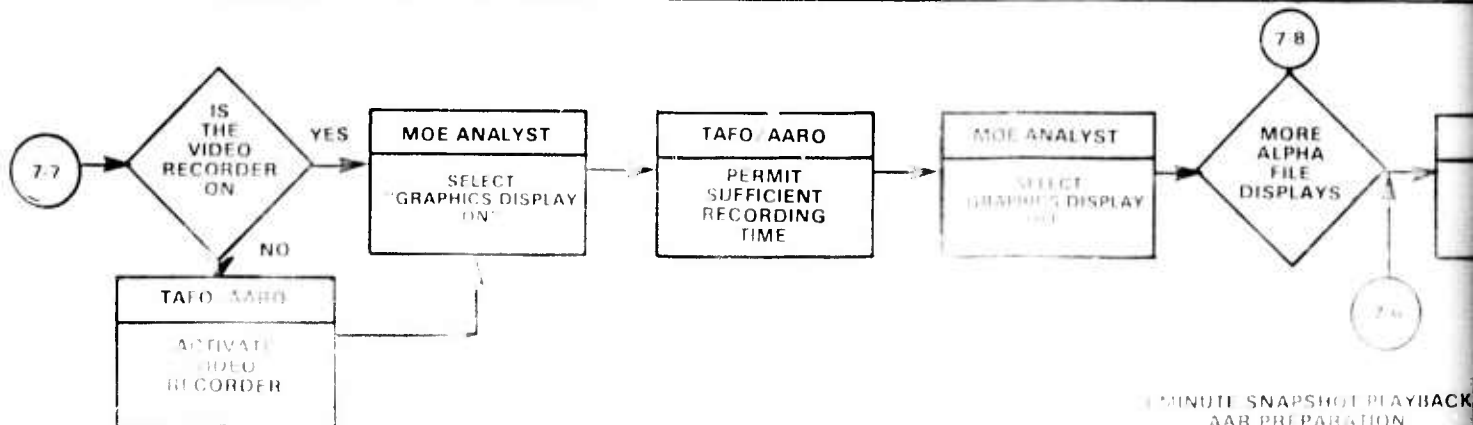 7-7
IS
THE
VIDEO
RECORDER
ON
YES
NO
TAFO/AARO
ACTIVATE
VIDEO
RECORDER
MOE ANALYST
SELECT
"GRAPHICS DISPLAY
ON"
TAFO/AARO
PERMIT
SUFFICIENT
RECORDING
TIME
MOE ANALYST
SELECT
GRAPHICS DISPLAY
7-8
MORE
ALPHA
FILE
DISPLAYS
MINUTE SNAPSHOT PLAYBACK
AAR PREPARATION